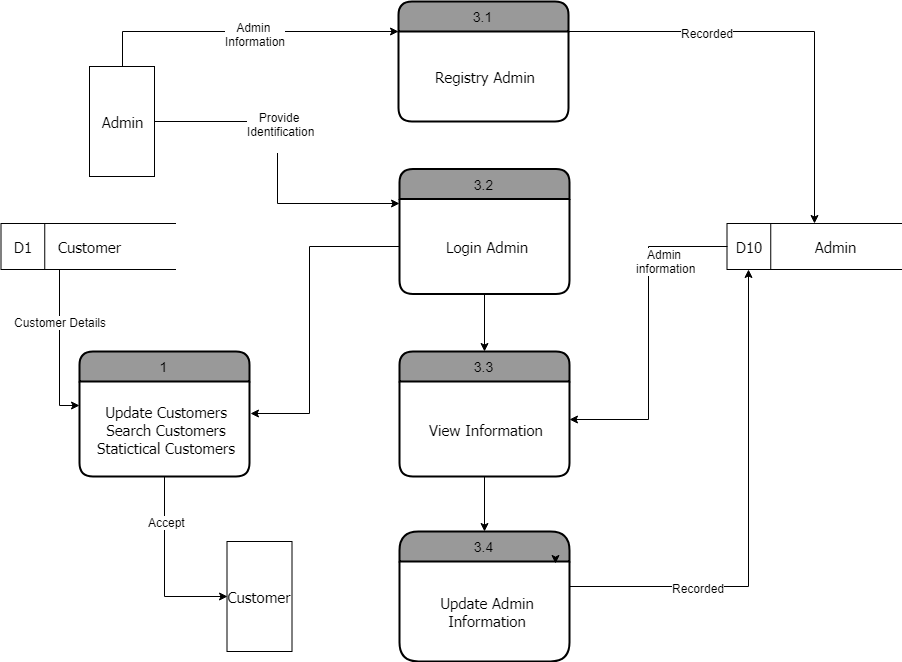 3.1
Admin
Information
Recorded
Registry Admin
Admin
Provide
Identification
3.2
D1
Customer
Login Admin
D10
Admin
Admin
information
Customer Details
1
3.3
Update Customers
Search Customers
Statictical Customers
View Information
Accept
3.4
Customer
Recorded
Update Admin
Information